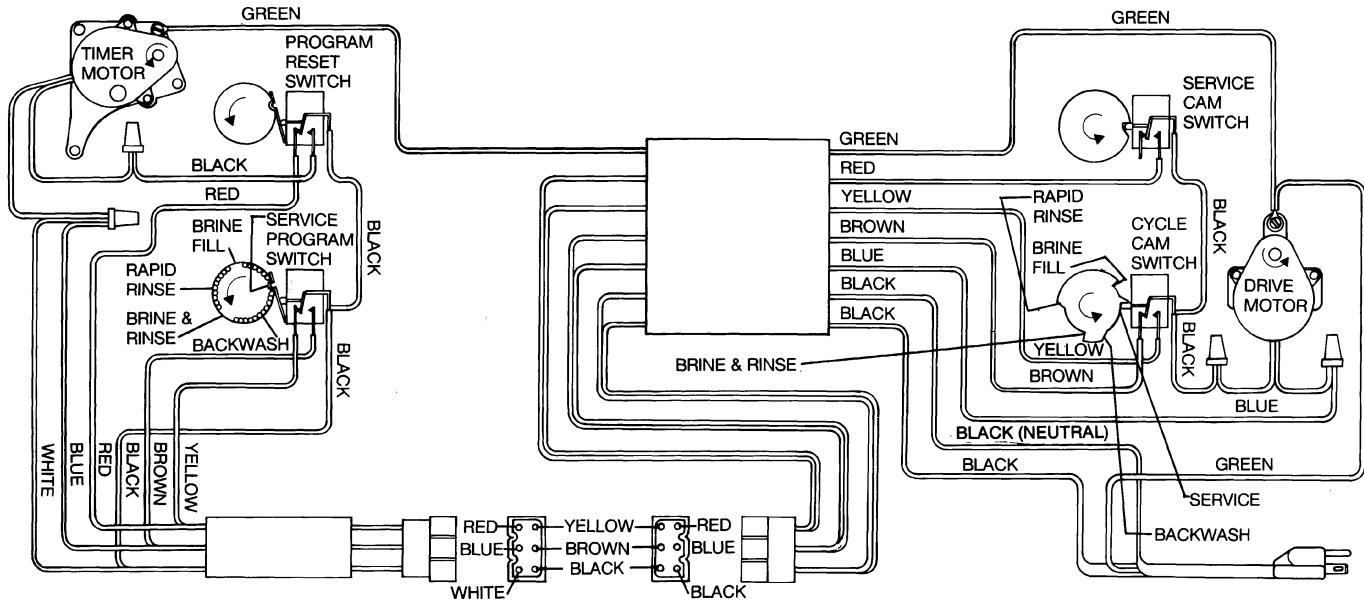 GREEN
TIMER
MOTOR
PROGRAM
RESET
SWITCH
BLACK
RED
BRINE
FILL
SERVICE
PROGRAM
SWITCH
BLACK
RAPID
RINSE
BRINE &
RINSE
BACKWASH
BLACK
WHITE
BLUE
RED
BLACK
BROWN
YELLOW
RED
YELLOW
RED
BLUE
BROWN
BLUE
BLACK
WHITE
BLACK
GREEN
RED
YELLOW
BROWN
BLUE
BLACK
BLACK
GREEN
SERVICE
CAM
SWITCH
RAPID
RINSE
BRINE
FILL
CYCLE
CAM
SWITCH
BLACK
DRIVE
MOTOR
BRINE & RINSE
YELLOW
BROWN
BLACK
BLUE
BLACK (NEUTRAL)
BLACK
GREEN
SERVICE
BACKWASH